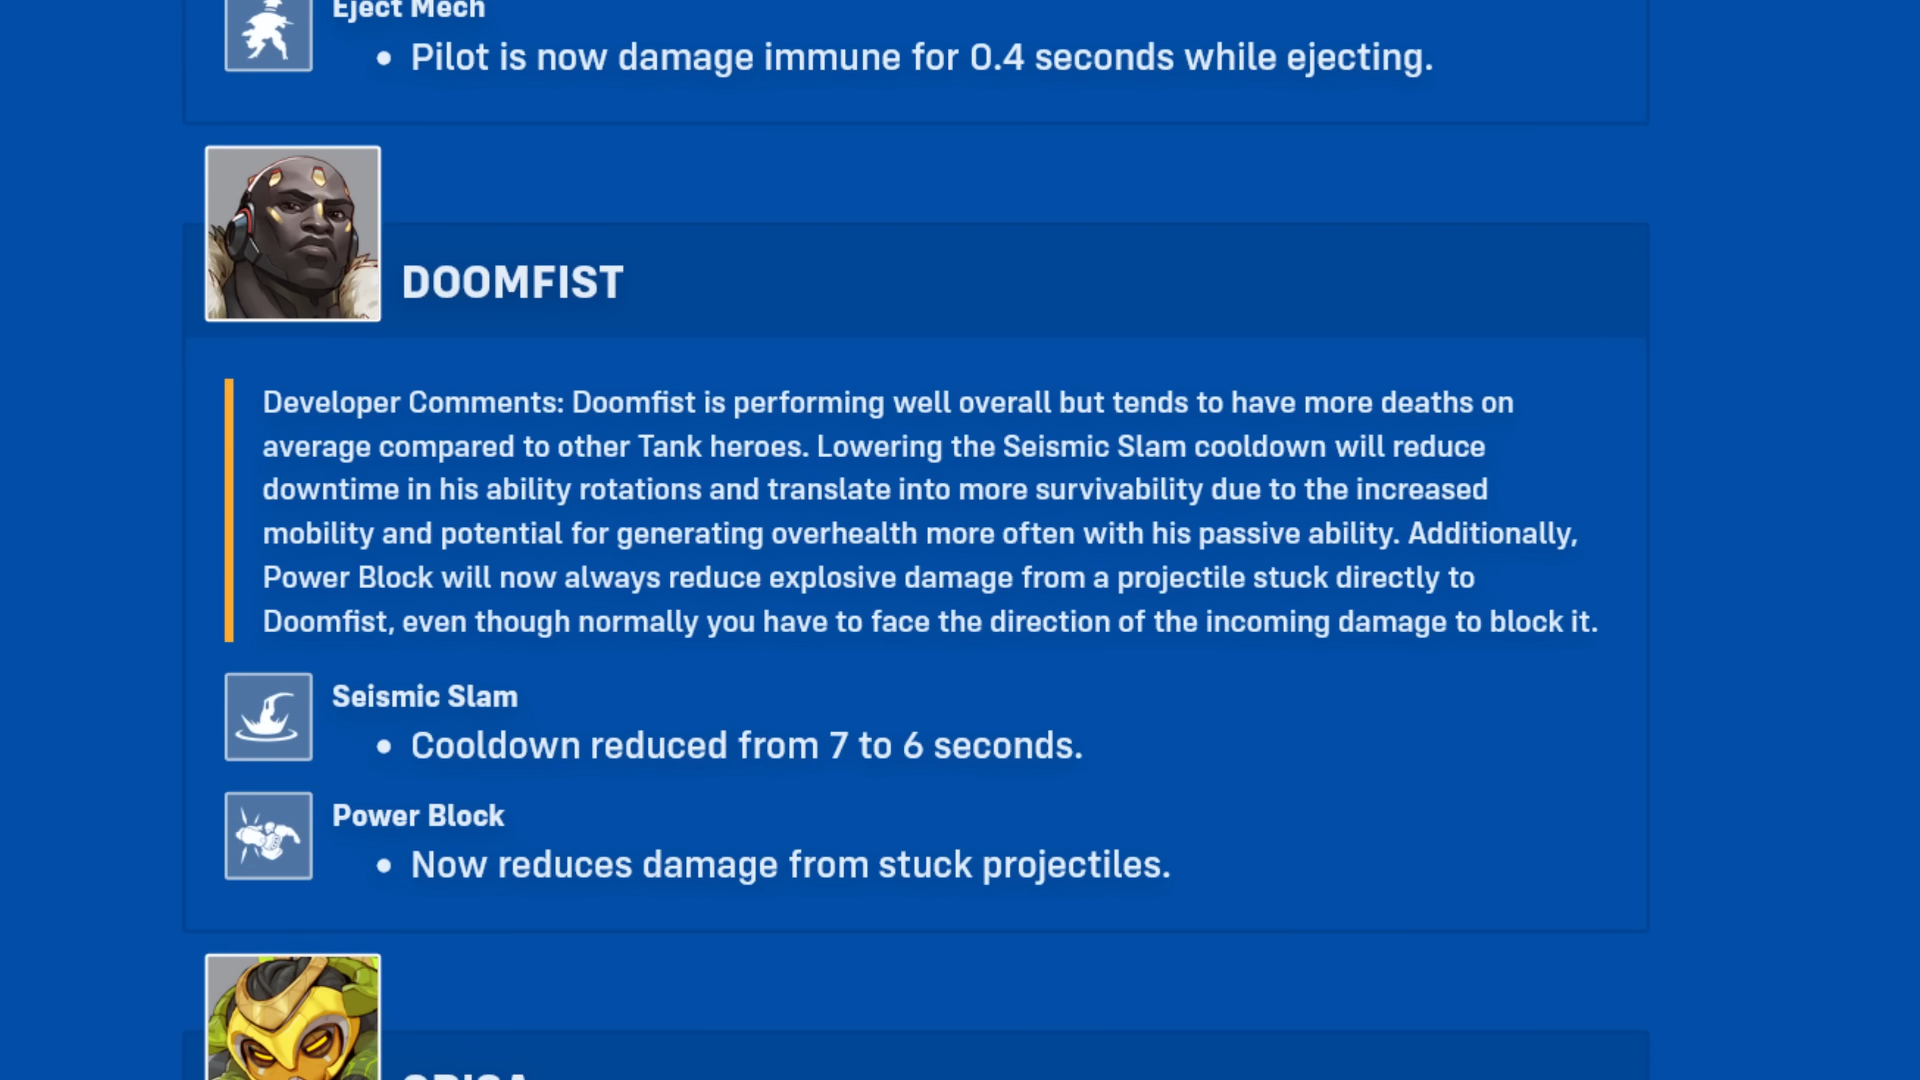 Eject Mech
• Pilot is now damage immune for 0.4 seconds while ejecting.
DOOMFIST
Developer Comments: Doomfist is performing well overall but tends to have more deaths on
average compared to other Tank heroes. Lowering the Seismic Slam cooldown will reduce
downtime in his ability rotations and translate into more survivability due to the increased
mobility and potential for generating overhealth more often with his passive ability. Additionally,
Power Block will now always reduce explosive damage from a projectile stuck directly to
Doomfist, even though normally you have to face the direction of the incoming damage to block it.
Seismic Slam
• Cooldown reduced from 7 to 6 seconds.
Power Block
• Now reduces damage from stuck projectiles.
ORISA